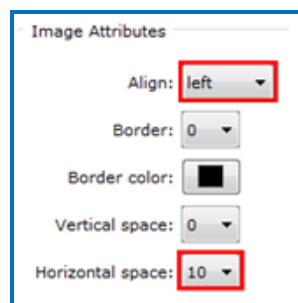 Image Attributes
Align: left
Border: 0
Border color:
Vertical space: 0
Horizontal space: 10